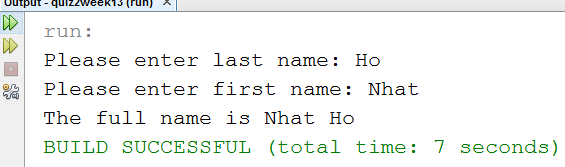 Output - quiz2week13 (run) ×
run:
Please enter last name: Ho
Please enter first name: Nhat
The full name is Nhat Ho
BUILD SUCCESSFUL (total time: 7 seconds)